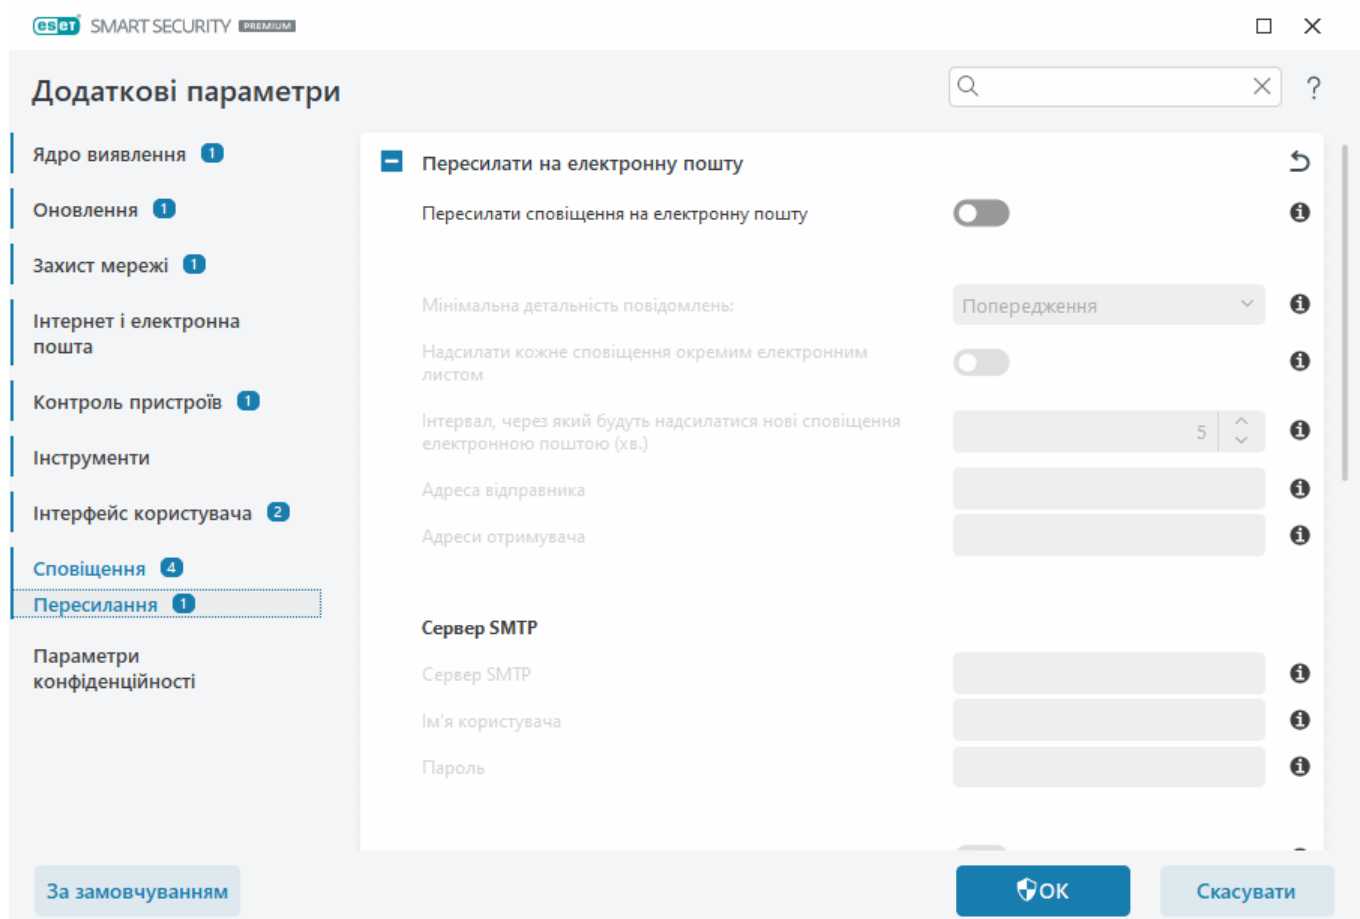 eset SMART SECURITY PREMIUM
Додаткові параметри
?
Ядро виявлення 1
Оновлення 1
Захист мережі 1
Інтернет і електронна
пошта
Контроль пристроїв 1
Інструменти
Інтерфейс користувача 2
Сповіщення 4
Пересилання 1
Параметри
конфіденційності
Пересилати на електронну пошту
Пересилати сповіщення на електронну пошту
Мінімальна детальність повідомлень:
Попередження
Надсилати кожне сповіщення окремим електронним
листом
Інтервал, через який будуть надсилатися нові сповіщення
електронною поштою (хв.)
5
Адреса відправника
Адреси отримувача
Сервер SMTP
Сервер SMTP
Ім'я користувача
Пароль
За замовчуванням
ОК
Скасувати